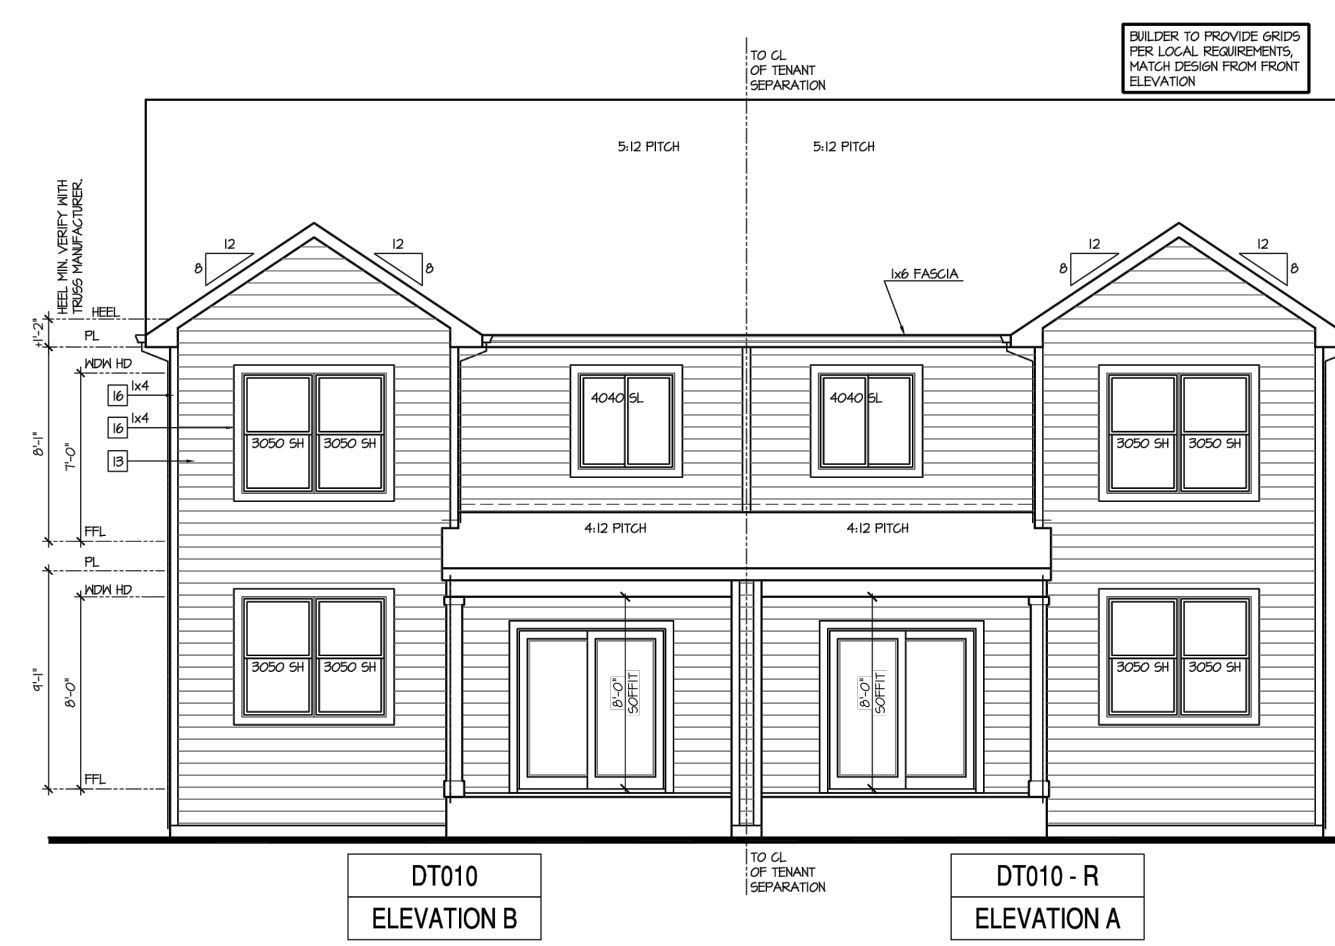 BUILDER TO PROVIDE GRIDS
PER LOCAL REQUIREMENTS,
MATCH DESIGN FROM FRONT
ELEVATION
TO CL
OF TENANT
SEPARATION
5:12 PITCH
5:12 PITCH
HEEL MIN. VERIFY WITH
TRUSS MANUFACTURER.
12
8
12
8
12
8
12
8
1x6 FASCIA
HEEL
±1'-2"
PL
WDW HD
1x4
16
1x4
16
13
8'-1"
7'-0"
3050 SH
3050 SH
4040 SL
4040 SL
3050 SH
3050 SH
4:12 PITCH
4:12 PITCH
FFL
PL
WDW HD
9'-1"
8'-0"
3050 SH
3050 SH
8'-0"
SOFFIT
8'-0"
SOFFIT
3050 SH
3050 SH
FFL
TO CL
OF TENANT
SEPARATION
DT010
ELEVATION B
DT010 - R
ELEVATION A